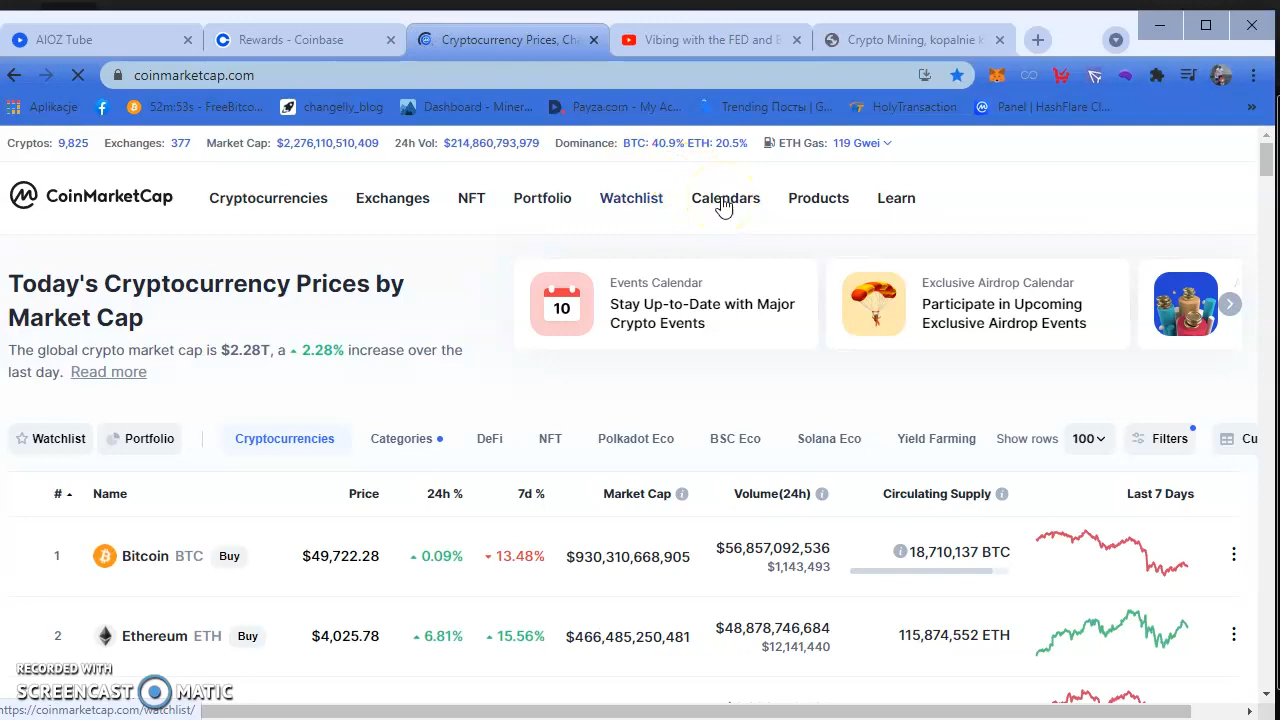 AIOZ Tube
Rewards - Coinbase
Cryptocurrency Prices, Cha
Vibing with the FED and B
Crypto Mining, kopalnie k
coinmarketcap.com
Aplikacje
52m:53s - FreeBitco...
changelly_blog
Dashboard - Miner...
Payza.com - My Ac...
Trending Посты | G...
HolyTransaction
Panel | HashFlare Cl...
»
Cryptos: 9,825 Exchanges: 377 Market Cap: $2,276,110,510,409 24h Vol: $214,860,793,979 Dominance: BTC: 40.9% ETH: 20.5% ETH Gas: 119 Gwei
CoinMarketCap
Cryptocurrencies Exchanges NFT Portfolio Watchlist Calendars Products Learn
Today's Cryptocurrency Prices by
Market Cap
The global crypto market cap is $2.28T, a 2.28% increase over the
last day. Read more
10
Events Calendar
Stay Up-to-Date with Major
Crypto Events
Exclusive Airdrop Calendar
Participate in Upcoming
Exclusive Airdrop Events
Watchlist Portfolio Cryptocurrencies Categories DeFi NFT Polkadot Eco BSC Eco Solana Eco Yield Farming Show rows 100 Filters Cu
# Name Price 24h % 7d % Market Cap Volume(24h) Circulating Supply Last 7 Days
1 Bitcoin BTC Buy $49,722.28 0.09% 13.48% $930,310,668,905 $56,857,092,536 18,710,137 BTC
$1,143,493
2 Ethereum ETH Buy $4,025.78 6.81% 15.56% $466,485,250,481 $48,878,746,684 115,874,552 ETH
$12,141,440
RECORDED WITH
SCREENCAST MATIC
https://coinmarketcap.com/watchlist/